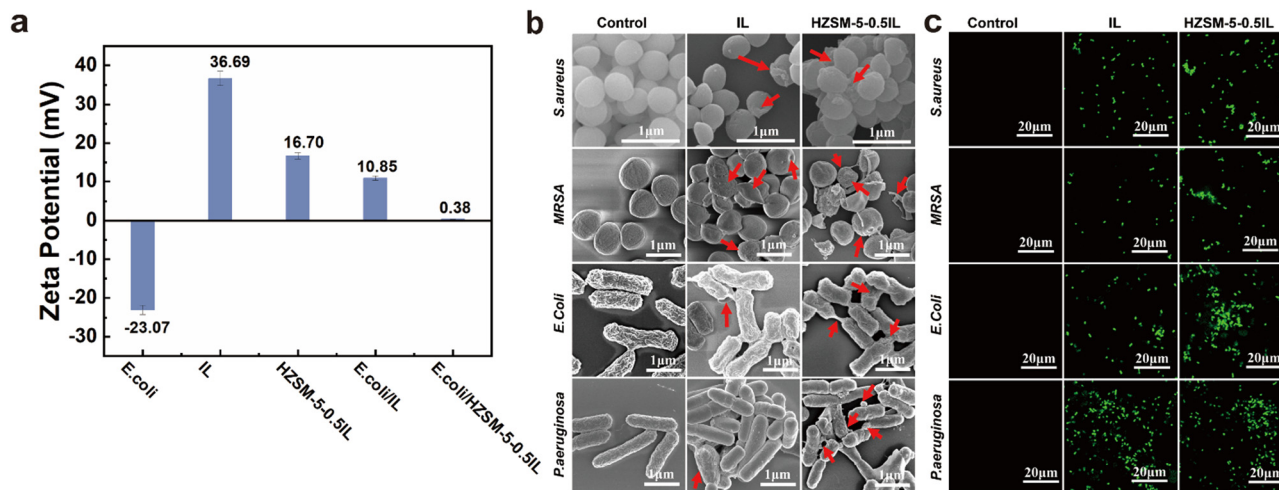 a
Zeta Potential (mV)
40
30
20
10
0
-10
-20
-30
-23.07
36.69
16.70
10.85
0.38
E.coli
IL
HZSM-5-0.5IL
E.coli/IL
E.coli/HZSM-5-0.5IL
b
Control IL HZSM-5-0.5IL
S.aureus
1μm 1μm 1μm
MRSA
1μm 1μm 1μm
E.Coli
1μm 1μm 1μm
P.aeruginosa
1μm 1μm 1μm
c
Control IL HZSM-5-0.5IL
S.aureus
20μm 20μm 20μm
MRSA
20μm 20μm 20μm
E.Coli
20μm 20μm 20μm
P.aeruginosa
20μm 20μm 20μm